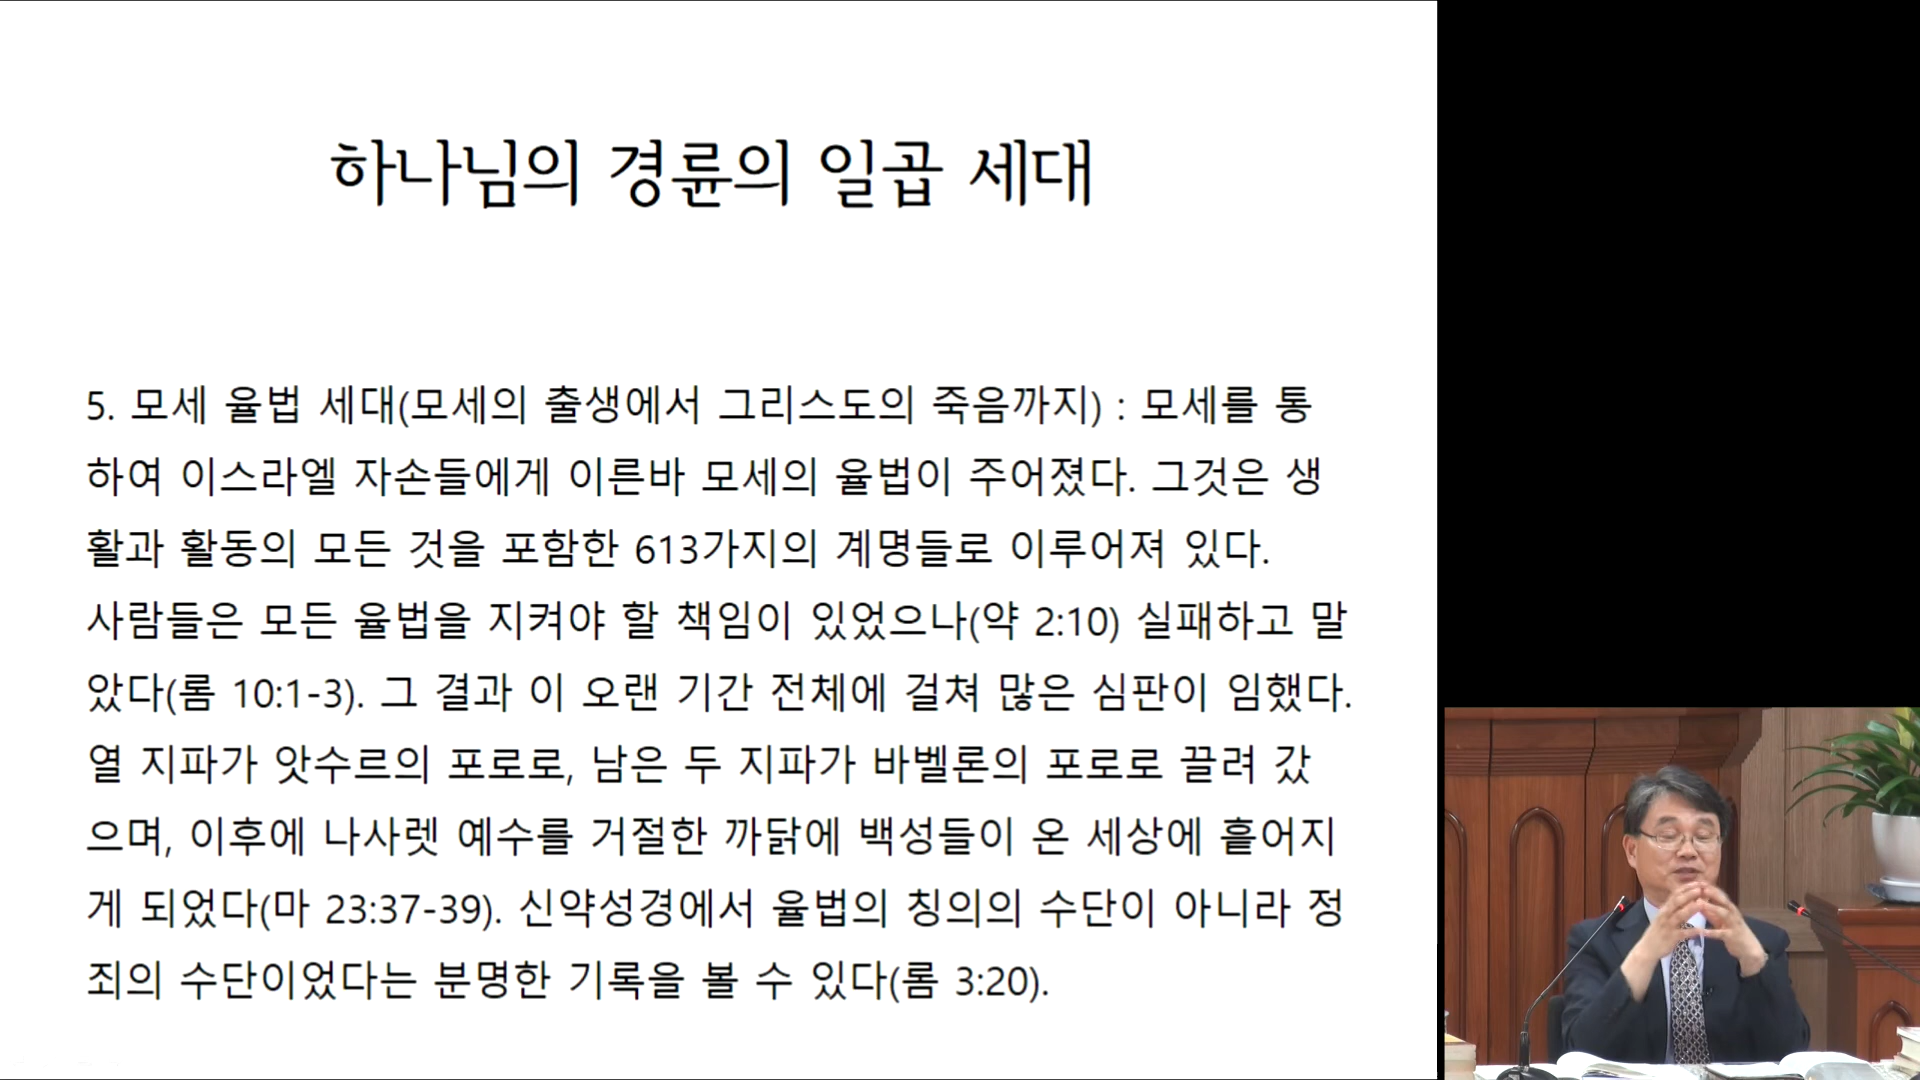 하나님의 경륜의 일곱 세대
5. 모세 율법 세대(모세의 출생에서 그리스도의 죽음까지) : 모세를 통
하여 이스라엘 자손들에게 이른바 모세의 율법이 주어졌다. 그것은 생
활과 활동의 모든 것을 포함한 613가지의 계명들로 이루어져 있다.
사람들은 모든 율법을 지켜야 할 책임이 있었으나(약 2:10) 실패하고 말
았다(롬 10:1-3). 그 결과 이 오랜 기간 전체에 걸쳐 많은 심판이 임했다.
열 지파가 앗수르의 포로로, 남은 두 지파가 바벨론의 포로로 끌려 갔
으며, 이후에 나사렛 예수를 거절한 까닭에 백성들이 온 세상에 흩어지
게 되었다(마 23:37-39). 신약성경에서 율법의 칭의의 수단이 아니라 정
죄의 수단이었다는 분명한 기록을 볼 수 있다(롬 3:20).